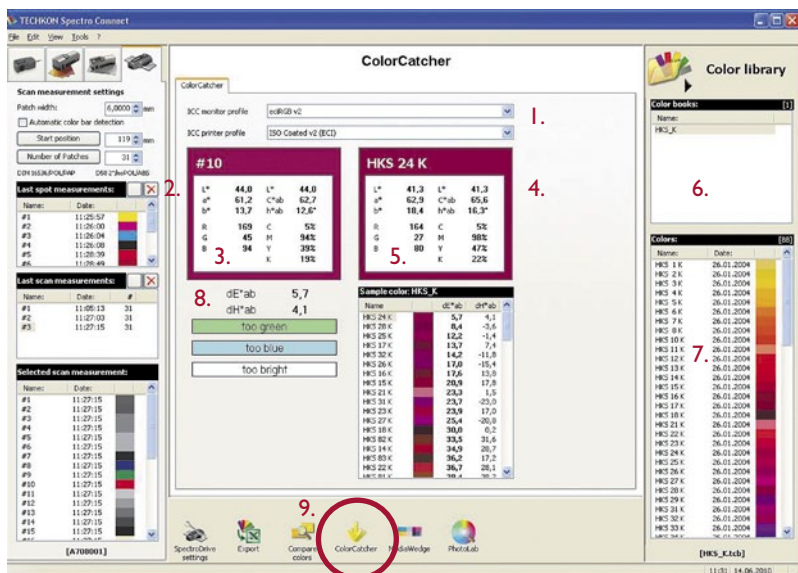 TECHKON Spectro Connect
File Edit View Tools ?
Scan measurement settings
Patch width: 6,0000 mm
Automatic color bar detection
Start position 119 mm
Number of Patches 31
DIN 16536/POL/PAP D50 2°/no POL/ABS
Last spot measurements:
Name: Date:
#1 11:25:57
#2 11:26:00
#3 11:26:04
#4 11:26:08
#5 11:28:39
#6 11:28:49
Last scan measurements:
Name: Date: #
#1 11:05:13 31
#2 11:27:03 31
#3 11:27:15 31
Selected scan measurement:
Name: Date:
#1 11:27:15
#2 11:27:15
#3 11:27:15
#4 11:27:15
#5 11:27:15
#6 11:27:15
#7 11:27:15
#8 11:27:15
#9 11:27:15
#10 11:27:15
#11 11:27:15
#12 11:27:15
#13 11:27:15
#14 11:27:15
#15 11:27:15
[A708001]
ColorCatcher
ColorCatcher
ICC monitor profile eciRGB v2
1.
ICC printer profile ISO Coated v2 (ECI)
2.
#10
L* 44,0 L* 44,0
a* 61,2 C*ab 62,7
b* 13,7 h*ab 12,6°
R 169 C 5%
G 45 M 94%
B 94 Y 39%
K 19%
3.
HKS 24 K
4.
L* 41,3 L* 41,3
a* 62,9 C*ab 65,6
b* 18,4 h*ab 16,3°
R 164 C 5%
G 27 M 98%
B 80 Y 47%
K 22%
5.
8.
dE*ab 5,7
dH*ab 4,1
too green
too blue
too bright
Sample color: HKS_K
Name dE*ab dH*ab
HKS 24 K 5,7 4,1
HKS 28 K 8,4 -3,6
HKS 25 K 12,2 -1,4
HKS 17 K 13,7 7,4
HKS 32 K 14,2 -11,8
HKS 26 K 17,0 -15,4
HKS 16 K 17,6 13,8
HKS 15 K 20,9 17,8
HKS 21 K 23,3 1,5
HKS 31 K 23,7 -23,0
HKS 23 K 23,9 17,0
HKS 27 K 25,4 -20,8
HKS 18 K 30,0 0,2
HKS 82 K 33,5 31,6
HKS 14 K 34,9 28,7
HKS 83 K 36,2 17,2
HKS 22 K 36,7 28,1
9.
SpectroDrive settings
Export
Compare colors
ColorCatcher
MediaWedge
PhotoLab
Color library
Color books: [1]
Name:
HKS_K
6.
Colors: [88]
Name: Date:
HKS 1 K 26.01.2004
HKS 2 K 26.01.2004
HKS 3 K 26.01.2004
HKS 4 K 26.01.2004
HKS 5 K 26.01.2004
HKS 6 K 26.01.2004
HKS 7 K 26.01.2004
HKS 8 K 26.01.2004
HKS 10 K 26.01.2004
HKS 11 K 26.01.2004
HKS 12 K 26.01.2004
HKS 13 K 26.01.2004
HKS 14 K 26.01.2004
HKS 15 K 26.01.2004
HKS 16 K 26.01.2004
HKS 17 K 26.01.2004
HKS 18 K 26.01.2004
HKS 21 K 26.01.2004
HKS 22 K 26.01.2004
HKS 23 K 26.01.2004
HKS 24 K 26.01.2004
HKS 25 K 26.01.2004
HKS 26 K 26.01.2004
HKS 27 K 26.01.2004
HKS 28 K 26.01.2004
HKS 29 K 26.01.2004
HKS 31 K 26.01.2004
HKS 32 K 26.01.2004
HKS 33 K 26.01.2004
7.
[HKS_K.tcb]
11:31 14.06.2010